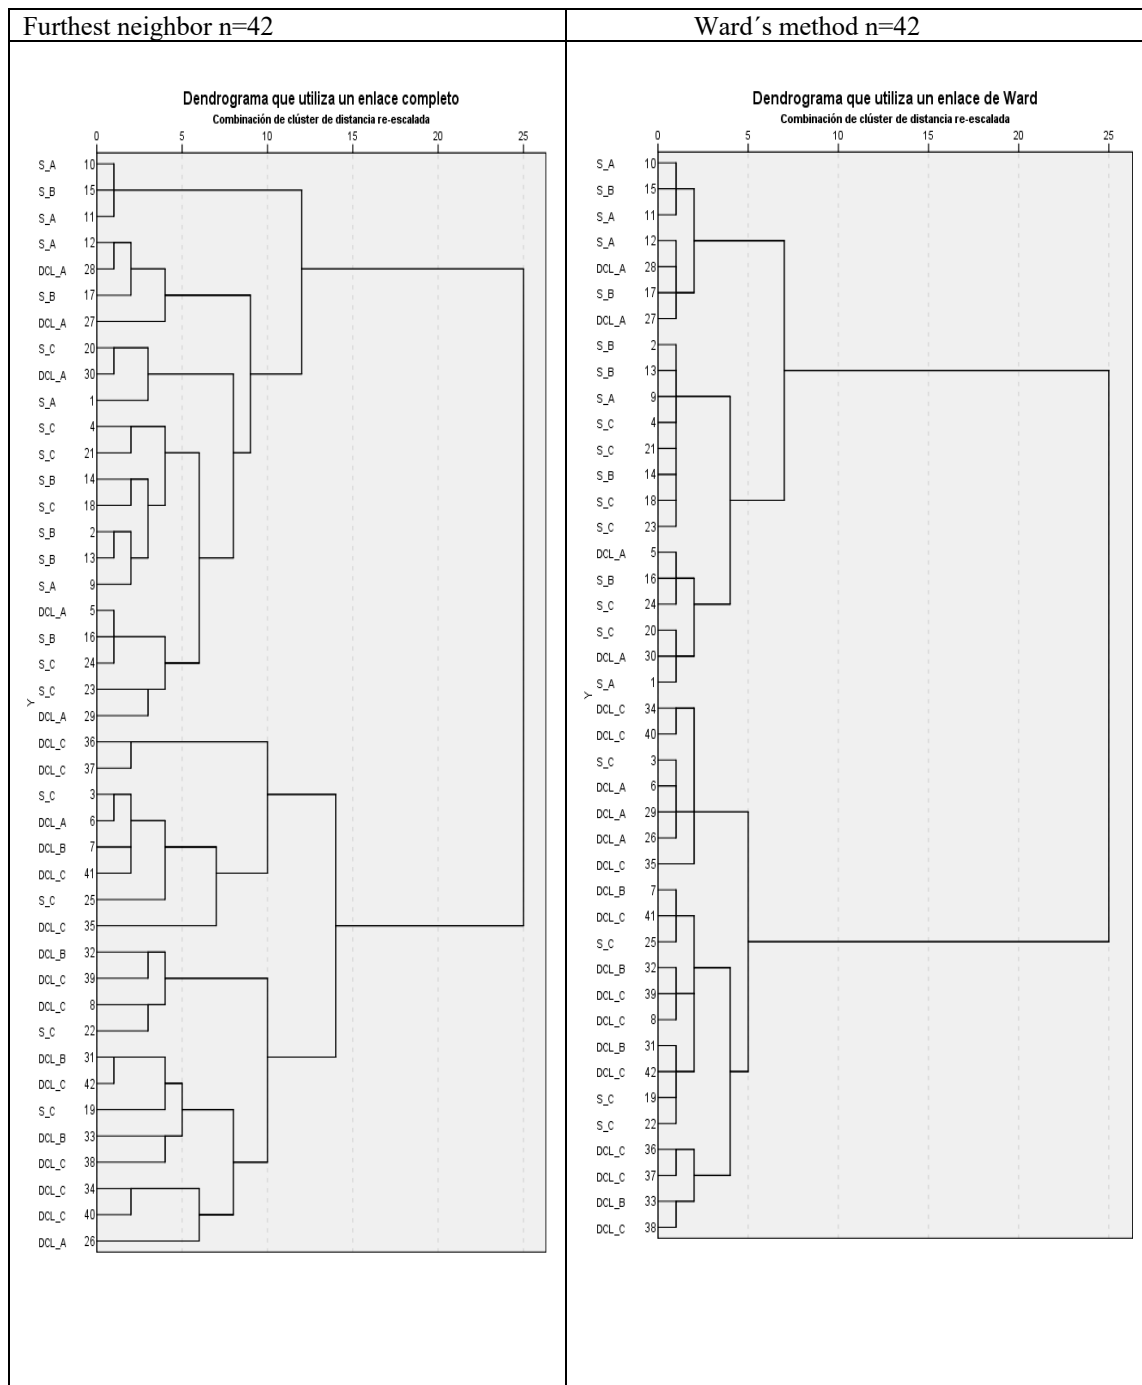 Furthest neighbor n=42
Dendrograma que utiliza un enlace completo
Combinación de clúster de distancia re-escalada
0 5 10 15 20 25
S_A 10
S_B 15
S_A 11
S_A 12
DCL_A 28
S_B 17
DCL_A 27
S_C 20
DCL_A 30
S_A 1
S_C 4
S_C 21
S_B 14
S_C 18
S_B 2
S_B 13
S_A 9
DCL_A 5
S_B 16
S_C 24
S_C 23
Y
DCL_A 29
DCL_C 36
DCL_C 37
S_C 3
DCL_A 6
DCL_B 7
DCL_C 41
S_C 25
DCL_C 35
DCL_B 32
DCL_C 39
DCL_C 8
S_C 22
DCL_B 31
DCL_C 42
S_C 19
DCL_B 33
DCL_C 38
DCL_C 34
DCL_C 40
DCL_A 26
Ward´s method n=42
Dendrograma que utiliza un enlace de Ward
Combinación de clúster de distancia re-escalada
0 5 10 15 20 25
S_A 10
S_B 15
S_A 11
S_A 12
DCL_A 28
S_B 17
DCL_A 27
S_B 2
S_B 13
S_A 9
S_C 4
S_C 21
S_B 14
S_C 18
S_C 23
DCL_A 5
S_B 16
S_C 24
S_C 20
DCL_A 30
S_A 1
Y
DCL_C 34
DCL_C 40
S_C 3
DCL_A 6
DCL_A 29
DCL_A 26
DCL_C 35
DCL_B 7
DCL_C 41
S_C 25
DCL_B 32
DCL_C 39
DCL_C 8
DCL_B 31
DCL_C 42
S_C 19
S_C 22
DCL_C 36
DCL_C 37
DCL_B 33
DCL_C 38